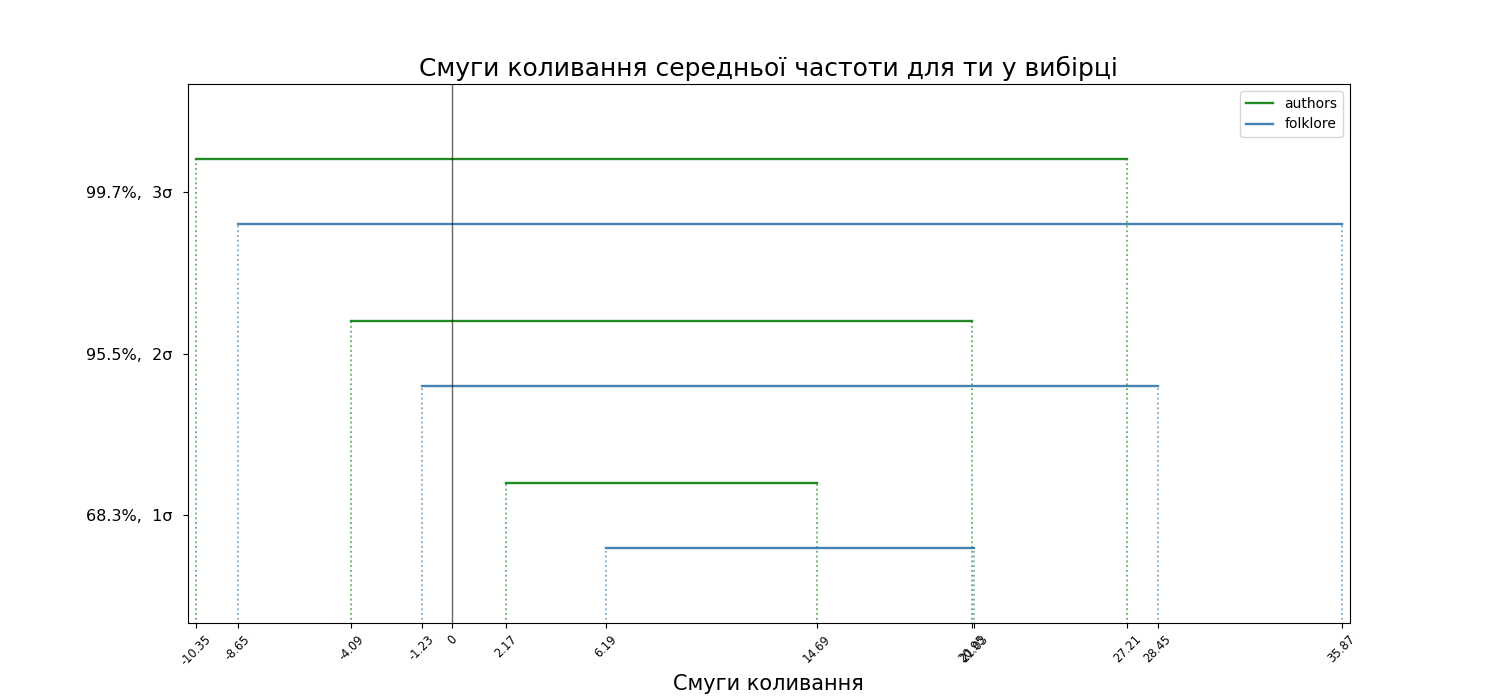 Смуги коливання середньої частоти для ти у вибірці
authors
folklore
99.7%, 3σ
95.5%, 2σ
68.3%, 1σ
-10.35 -8.65 -4.09 -1.23 0 2.17 6.19 14.69 27.21 28.45 35.87
Смуги коливання